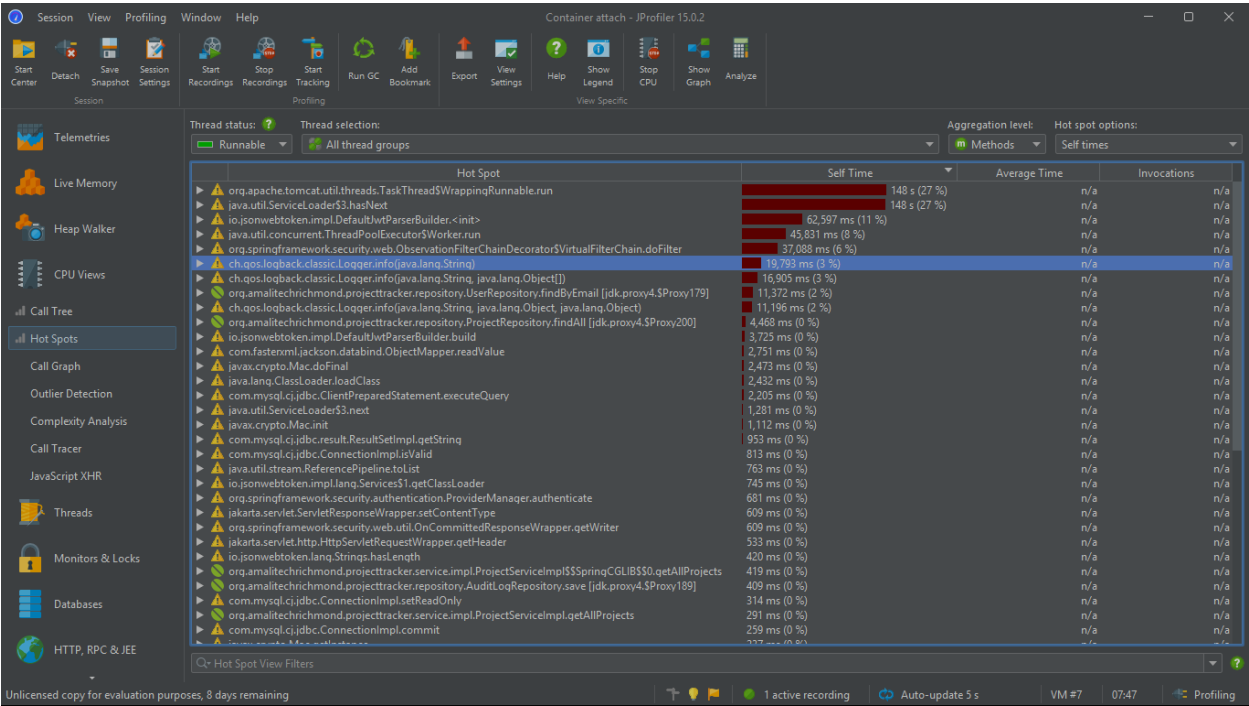 Session View Profiling Window Help Container attach - JProfiler 15.0.2
Start Center Detach Save Snapshot Session Settings Start Recordings Stop Recordings Start Tracking Run GC Add Bookmark Export View Settings Help Show Legend Stop CPU Show Graph Analyze
Session Profiling View Specific
Telemetries
Live Memory
Heap Walker
CPU Views
Call Tree
Hot Spots
Call Graph
Outlier Detection
Complexity Analysis
Call Tracer
JavaScript XHR
Threads
Monitors & Locks
Databases
HTTP, RPC & JEE
Thread status: Thread selection: Aggregation level: Hot spot options:
Runnable All thread groups Methods Self times
Hot Spot Self Time Average Time Invocations
org.apache.tomcat.util.threads.TaskThread$WrappingRunnable.run 148 s (27 %) n/a n/a
java.util.ServiceLoader$3.hasNext 148 s (27 %) n/a n/a
io.jsonwebtoken.impl.DefaultJwtParserBuilder.<init> 62,597 ms (11 %) n/a n/a
java.util.concurrent.ThreadPoolExecutor$Worker.run 45,831 ms (8 %) n/a n/a
org.springframework.security.web.ObservationFilterChainDecorator$VirtualFilterChain.doFilter 37,088 ms (6 %) n/a n/a
ch.qos.logback.classic.Logger.info(java.lang.String) 19,793 ms (3 %) n/a n/a
ch.qos.logback.classic.Logger.info(java.lang.String, java.lang.Object[]) 16,905 ms (3 %) n/a n/a
org.amalitechrichmond.projecttracker.repository.UserRepository.findByEmail [jdk.proxy4.$Proxy179] 11,372 ms (2 %) n/a n/a
ch.qos.logback.classic.Logger.info(java.lang.String, java.lang.Object, java.lang.Object) 11,196 ms (2 %) n/a n/a
org.amalitechrichmond.projecttracker.repository.ProjectRepository.findAll [jdk.proxy4.$Proxy200] 4,468 ms (0 %) n/a n/a
io.jsonwebtoken.impl.DefaultJwtParserBuilder.build 3,725 ms (0 %) n/a n/a
com.fasterxml.jackson.databind.ObjectMapper.readValue 2,751 ms (0 %) n/a n/a
javax.crypto.Mac.doFinal 2,473 ms (0 %) n/a n/a
java.lang.ClassLoader.loadClass 2,432 ms (0 %) n/a n/a
com.mysql.cj.jdbc.ClientPreparedStatement.executeQuery 2,205 ms (0 %) n/a n/a
java.util.ServiceLoader$3.next 1,281 ms (0 %) n/a n/a
javax.crypto.Mac.init 1,112 ms (0 %) n/a n/a
com.mysql.cj.jdbc.result.ResultSetImpl.getString 953 ms (0 %) n/a n/a
com.mysql.cj.jdbc.ConnectionImpl.isValid 813 ms (0 %) n/a n/a
java.util.stream.ReferencePipeline.toList 763 ms (0 %) n/a n/a
io.jsonwebtoken.impl.lang.Services$1.getClassLoader 745 ms (0 %) n/a n/a
org.springframework.security.authentication.ProviderManager.authenticate 681 ms (0 %) n/a n/a
jakarta.servlet.ServletResponseWrapper.setContentType 609 ms (0 %) n/a n/a
org.springframework.security.web.util.OnCommittedResponseWrapper.getWriter 609 ms (0 %) n/a n/a
jakarta.servlet.http.HttpServletRequestWrapper.getHeader 533 ms (0 %) n/a n/a
io.jsonwebtoken.lang.Strings.hasLength 420 ms (0 %) n/a n/a
org.amalitechrichmond.projecttracker.service.impl.ProjectServiceImpl$$SpringCGLIB$$0.getAllProjects 419 ms (0 %) n/a n/a
org.amalitechrichmond.projecttracker.repository.AuditLogRepository.save [jdk.proxy4.$Proxy189] 409 ms (0 %) n/a n/a
com.mysql.cj.jdbc.ConnectionImpl.setReadOnly 314 ms (0 %) n/a n/a
org.amalitechrichmond.projecttracker.service.impl.ProjectServiceImpl.getAllProjects 291 ms (0 %) n/a n/a
com.mysql.cj.jdbc.ConnectionImpl.commit 259 ms (0 %) n/a n/a
Hot Spot View Filters
Unlicensed copy for evaluation purposes, 8 days remaining 1 active recording Auto-update 5 s VM #7 07:47 Profiling